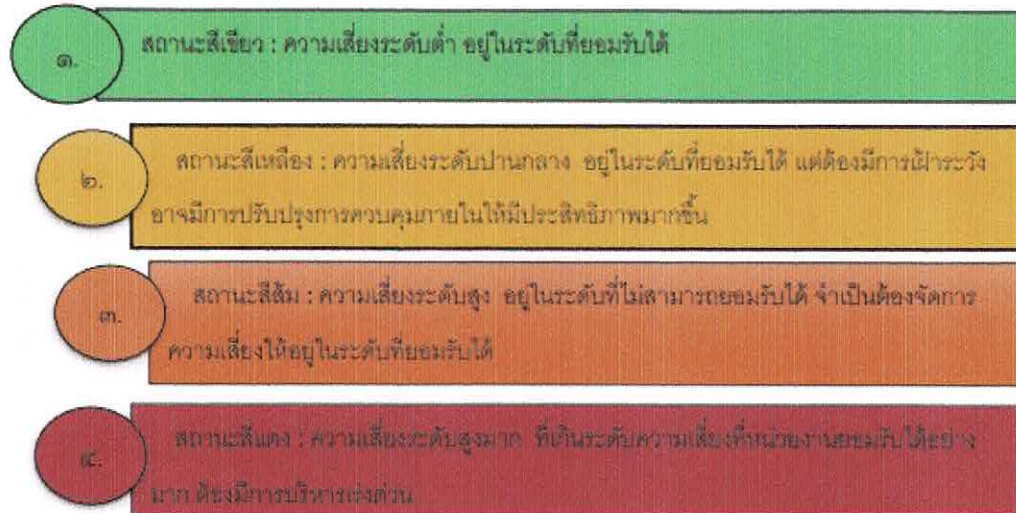 ๑.
สถานะสีเขียว : ความเสี่ยงระดับต่ำ อยู่ในระดับที่ยอมรับได้
๒.
สถานะสีเหลือง : ความเสี่ยงระดับปานกลาง อยู่ในระดับที่ยอมรับได้ แต่ต้องมีการเฝ้าระวัง
อาจมีการปรับปรุงการควบคุมภายในให้มีประสิทธิภาพมากขึ้น
๓.
สถานะสีส้ม : ความเสี่ยงระดับสูง อยู่ในระดับที่ไม่สามารถยอมรับได้ จำเป็นต้องจัดการ
ความเสี่ยงให้อยู่ในระดับที่ยอมรับได้
๔.
สถานะสีแดง : ความเสี่ยงระดับสูงมาก ที่เกินระดับความเสี่ยงที่หน่วยงานยอมรับได้อย่าง
มาก ต้องมีการบริหารเร่งด่วน